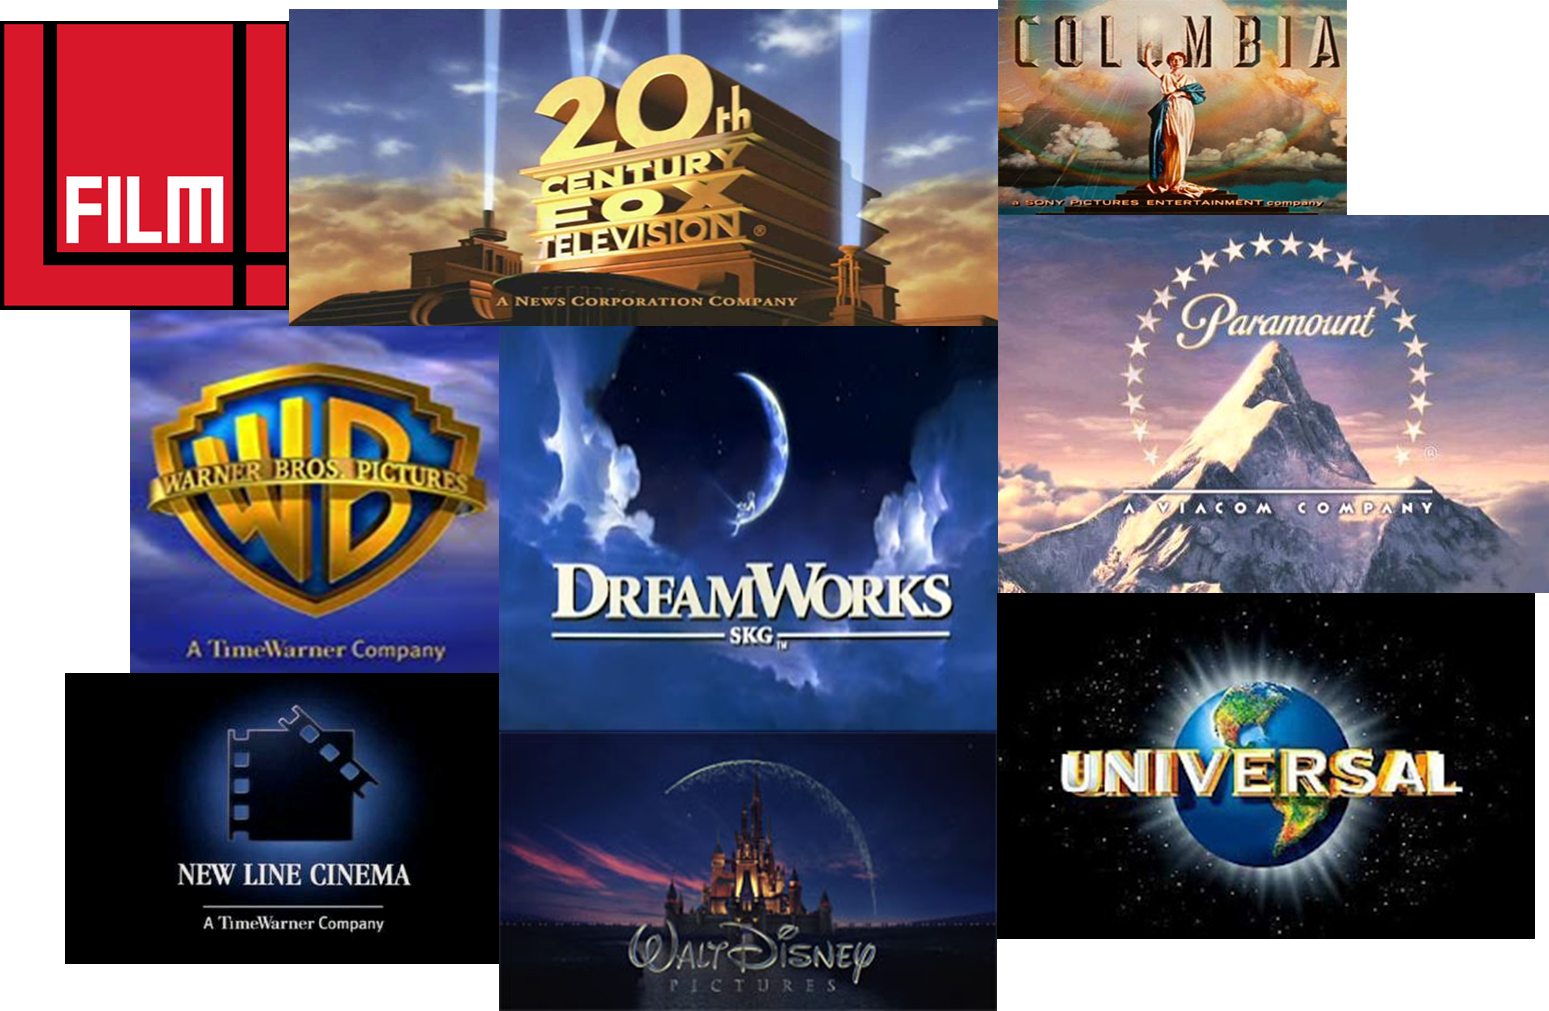 FILM
20th
CENTURY
FOX
TELEVISION ®
A NEWS CORPORATION COMPANY
COLUMBIA
a SONY PICTURES ENTERTAINMENT company
Paramount
®
A VIACOM COMPANY
WB
WARNER BROS. PICTURES
A TimeWarner Company
DREAMWORKS
SKG TM
NEW LINE CINEMA
A TimeWarner Company
WALT DISNEY
PICTURES
UNIVERSAL